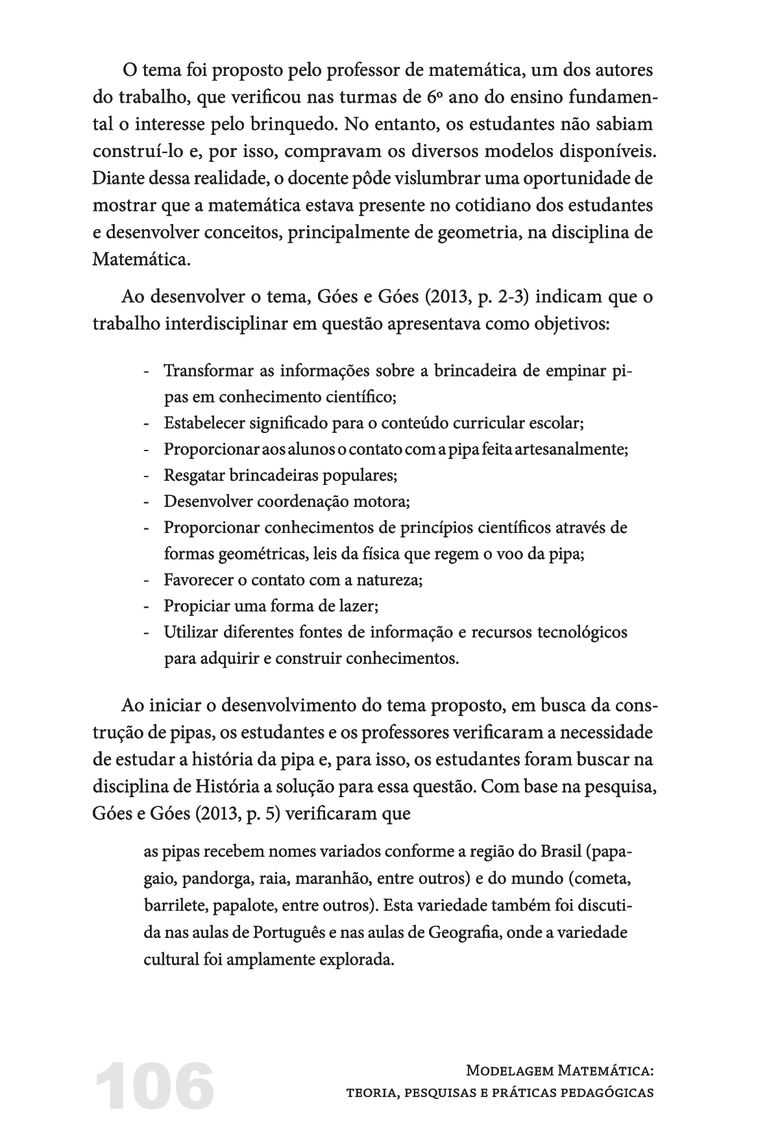 O tema foi proposto pelo professor de matemática, um dos autores
do trabalho, que verificou nas turmas de 6º ano do ensino fundamen-
tal o interesse pelo brinquedo. No entanto, os estudantes não sabiam
construí-lo e, por isso, compravam os diversos modelos disponíveis.
Diante dessa realidade, o docente pôde vislumbrar uma oportunidade de
mostrar que a matemática estava presente no cotidiano dos estudantes
e desenvolver conceitos, principalmente de geometria, na disciplina de
Matemática.
Ao desenvolver o tema, Góes e Góes (2013, p. 2-3) indicam que o
trabalho interdisciplinar em questão apresentava como objetivos:
- Transformar as informações sobre a brincadeira de empinar pi-
pas em conhecimento científico;
- Estabelecer significado para o conteúdo curricular escolar;
- Proporcionar aos alunos o contato com a pipa feita artesanalmente;
- Resgatar brincadeiras populares;
- Desenvolver coordenação motora;
- Proporcionar conhecimentos de princípios científicos através de
formas geométricas, leis da física que regem o voo da pipa;
- Favorecer o contato com a natureza;
- Propiciar uma forma de lazer;
- Utilizar diferentes fontes de informação e recursos tecnológicos
para adquirir e construir conhecimentos.
Ao iniciar o desenvolvimento do tema proposto, em busca da cons-
trução de pipas, os estudantes e os professores verificaram a necessidade
de estudar a história da pipa e, para isso, os estudantes foram buscar na
disciplina de História a solução para essa questão. Com base na pesquisa,
Góes e Góes (2013, p. 5) verificaram que
as pipas recebem nomes variados conforme a região do Brasil (papa-
gaio, pandorga, raia, maranhão, entre outros) e do mundo (cometa,
barrilete, papalote, entre outros). Esta variedade também foi discuti-
da nas aulas de Português e nas aulas de Geografia, onde a variedade
cultural foi amplamente explorada.
106
Modelagem Matemática:
teoria, pesquisas e práticas pedagógicas